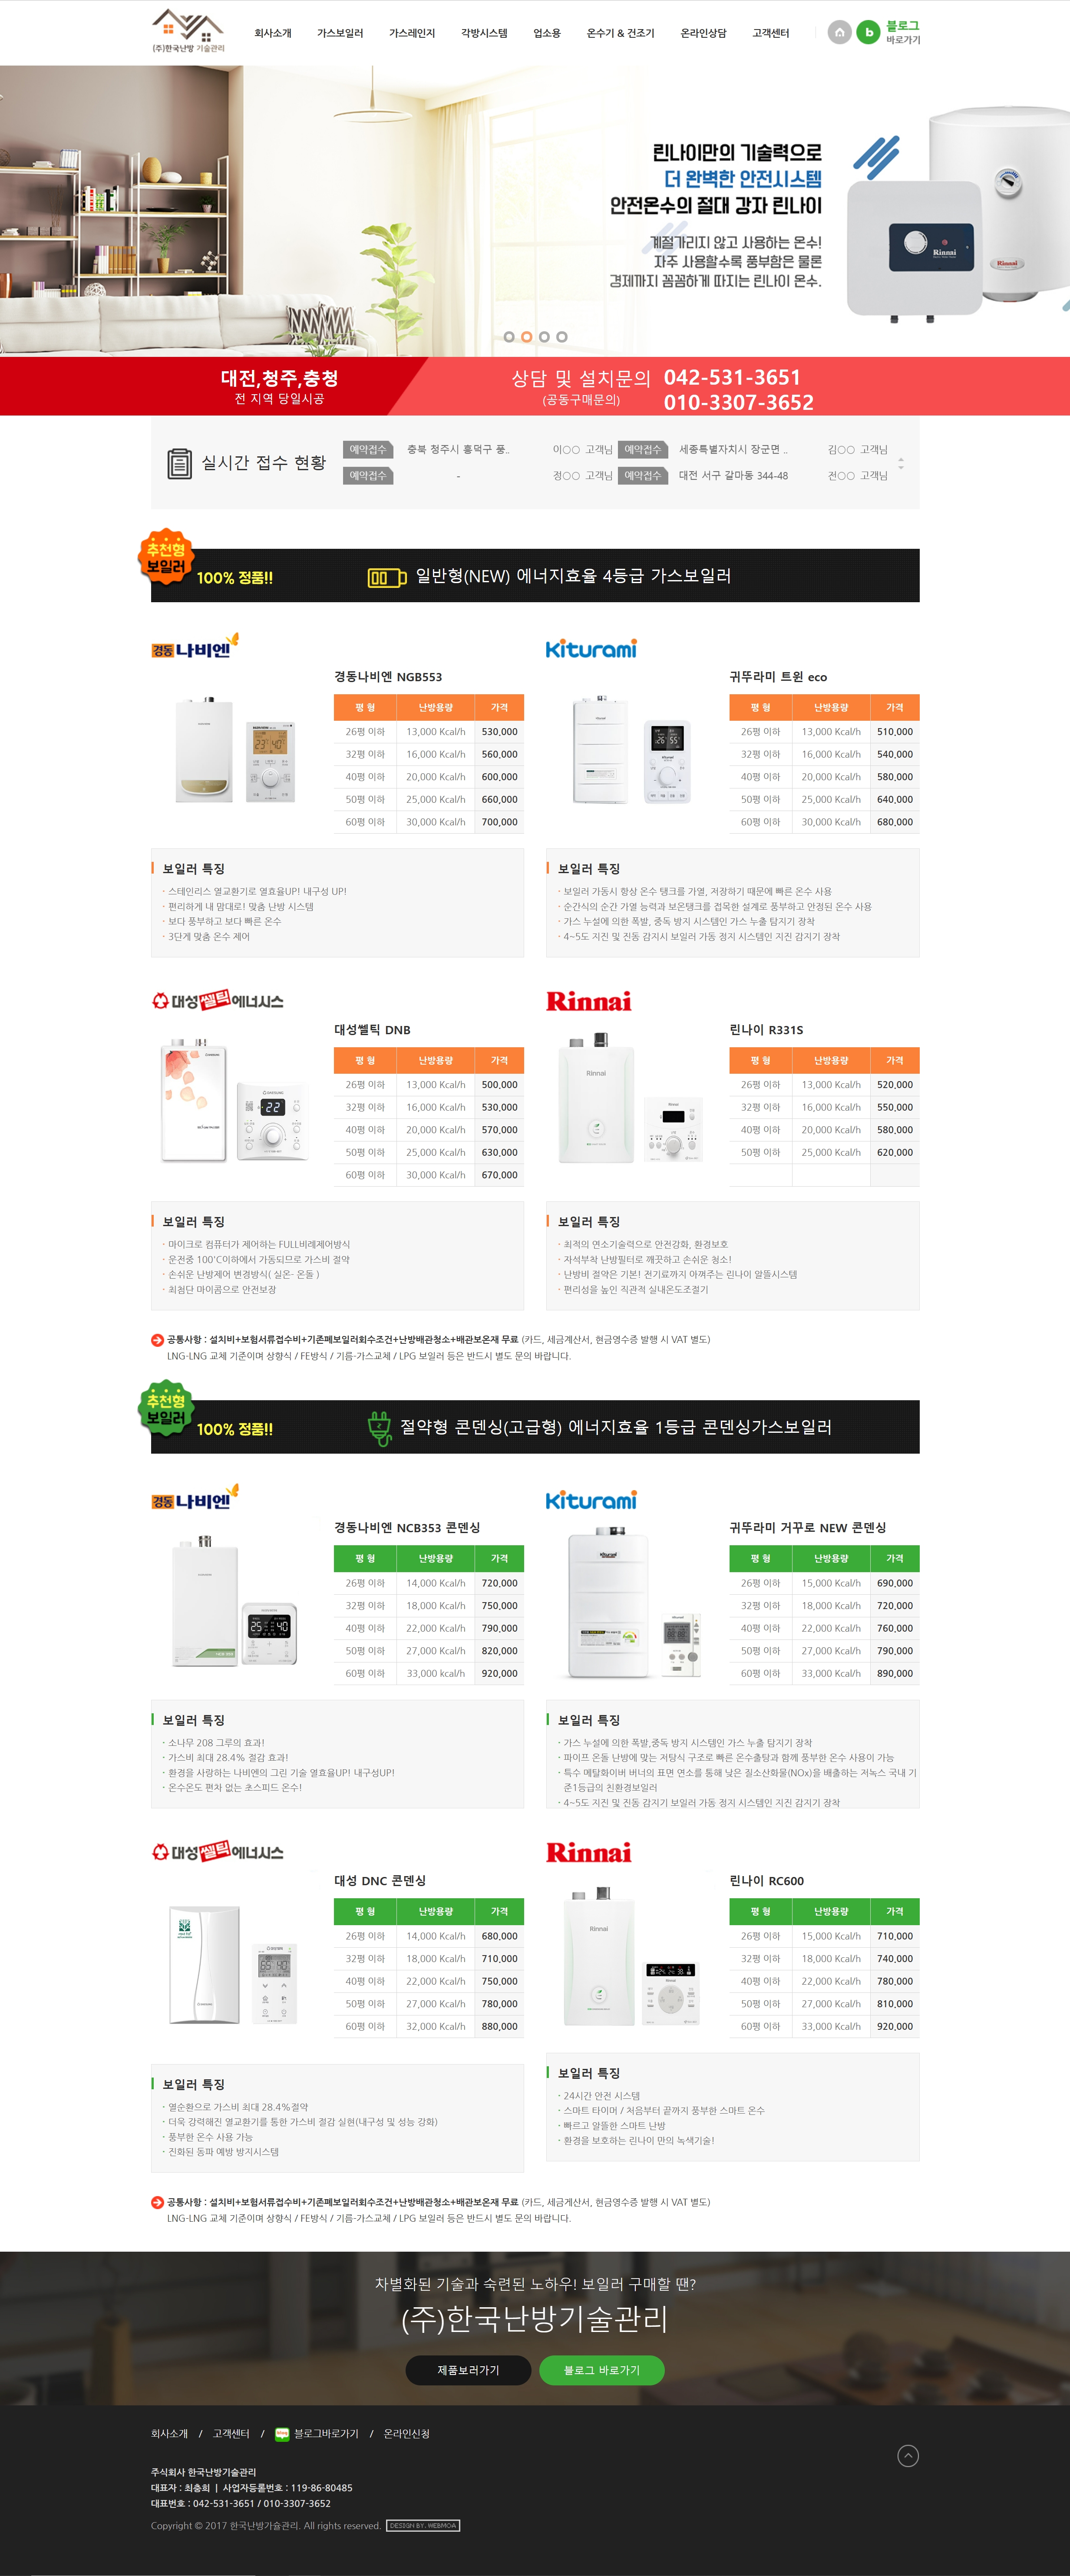 (주)한국난방 기술관리
회사소개 가스보일러 가스레인지 각방시스템 업소용 온수기 & 건조기 온라인상담 고객센터
블로그
바로가기
린나이만의 기술력으로
더 완벽한 안전시스템
안전온수의 절대 강자 린나이
계절가리지 않고 사용하는 온수!
자주 사용할수록 풍부함은 물론
경제까지 꼼꼼하게 따지는 린나이 온수.
Rinnai
Rinnai
대전,청주,충청
전 지역 당일시공
상담 및 설치문의 042-531-3651
(공동구매문의) 010-3307-3652
실시간 접수 현황
예약접수 충북 청주시 흥덕구 풍.. 이○○ 고객님 예약접수 세종특별자치시 장군면 .. 김○○ 고객님
예약접수 - 정○○ 고객님 예약접수 대전 서구 갈마동 344-48 전○○ 고객님
추천형
보일러
100% 정품!!
일반형(NEW) 에너지효율 4등급 가스보일러
경동 나비엔
경동나비엔 NGB553
평 형 난방용량 가격
26평 이하 13,000 Kcal/h 530,000
32평 이하 16,000 Kcal/h 560,000
40평 이하 20,000 Kcal/h 600,000
50평 이하 25,000 Kcal/h 660,000
60평 이하 30,000 Kcal/h 700,000
보일러 특징
· 스테인리스 열교환기로 열효율UP! 내구성 UP!
· 편리하게 내 맘대로! 맞춤 난방 시스템
· 보다 풍부하고 보다 빠른 온수
· 3단계 맞춤 온수 제어
Kiturami
귀뚜라미 트윈 eco
평 형 난방용량 가격
26평 이하 13,000 Kcal/h 510,000
32평 이하 16,000 Kcal/h 540,000
40평 이하 20,000 Kcal/h 580,000
50평 이하 25,000 Kcal/h 640,000
60평 이하 30,000 Kcal/h 680,000
보일러 특징
· 보일러 가동시 항상 온수 탱크를 가열, 저장하기 때문에 빠른 온수 사용
· 순간식의 순간 가열 능력과 보온탱크를 접목한 설계로 풍부하고 안정된 온수 사용
· 가스 누설에 의한 폭발, 중독 방지 시스템인 가스 누출 탐지기 장착
· 4~5도 지진 및 진동 감지시 보일러 가동 정지 시스템인 지진 감지기 장착
대성쎌틱에너시스
대성쎌틱 DNB
평 형 난방용량 가격
26평 이하 13,000 Kcal/h 500,000
32평 이하 16,000 Kcal/h 530,000
40평 이하 20,000 Kcal/h 570,000
50평 이하 25,000 Kcal/h 630,000
60평 이하 30,000 Kcal/h 670,000
보일러 특징
· 마이크로 컴퓨터가 제어하는 FULL비례제어방식
· 운전중 100'C이하에서 가동되므로 가스비 절약
· 손쉬운 난방제어 변경방식( 실온- 온돌 )
· 최첨단 마이콤으로 안전보장
Rinnai
Rinnai
린나이 R331S
평 형 난방용량 가격
26평 이하 13,000 Kcal/h 520,000
32평 이하 16,000 Kcal/h 550,000
40평 이하 20,000 Kcal/h 580,000
50평 이하 25,000 Kcal/h 620,000
보일러 특징
· 최적의 연소기술력으로 안전강화, 환경보호
· 자석부착 난방필터로 깨끗하고 손쉬운 청소!
· 난방비 절약은 기본! 전기료까지 아껴주는 린나이 알뜰시스템
· 편리성을 높인 직관적 실내온도조절기
공통사항 : 설치비+보험서류접수비+기존폐보일러회수조건+난방배관청소+배관보온재 무료 (카드, 세금계산서, 현금영수증 발행 시 VAT 별도)
LNG-LNG 교체 기준이며 상향식 / FE방식 / 기름-가스교체 / LPG 보일러 등은 반드시 별도 문의 바랍니다.
추천형
보일러
100% 정품!!
절약형 콘덴싱(고급형) 에너지효율 1등급 콘덴싱가스보일러
경동 나비엔
경동나비엔 NCB353 콘덴싱
평 형 난방용량 가격
26평 이하 14,000 Kcal/h 720,000
32평 이하 18,000 Kcal/h 750,000
40평 이하 22,000 Kcal/h 790,000
50평 이하 27,000 Kcal/h 820,000
60평 이하 33,000 kcal/h 920,000
보일러 특징
· 소나무 208 그루의 효과!
· 가스비 최대 28.4% 절감 효과!
· 환경을 사랑하는 나비엔의 그린 기술 열효율UP! 내구성UP!
· 온수온도 편차 없는 초스피드 온수!
Kiturami
귀뚜라미 거꾸로 NEW 콘덴싱
평 형 난방용량 가격
26평 이하 15,000 Kcal/h 690,000
32평 이하 18,000 Kcal/h 720,000
40평 이하 22,000 Kcal/h 760,000
50평 이하 27,000 Kcal/h 790,000
60평 이하 33,000 Kcal/h 890,000
보일러 특징
· 가스 누설에 의한 폭발,중독 방지 시스템인 가스 누출 탐지기 장착
· 파이프 온돌 난방에 맞는 저탕식 구조로 빠른 온수출탕과 함께 풍부한 온수 사용이 가능
· 특수 메탈화이버 버너의 표면 연소를 통해 낮은 질소산화물(NOx)을 배출하는 저녹스 국내 기
준1등급의 친환경보일러
· 4~5도 지진 및 진동 감지기 보일러 가동 정지 시스템인 지진 감지기 장착
대성쎌틱에너시스
대성 DNC 콘덴싱
평 형 난방용량 가격
26평 이하 14,000 Kcal/h 680,000
32평 이하 18,000 Kcal/h 710,000
40평 이하 22,000 Kcal/h 750,000
50평 이하 27,000 Kcal/h 780,000
60평 이하 32,000 Kcal/h 880,000
보일러 특징
· 열순환으로 가스비 최대 28.4%절약
· 더욱 강력해진 열교환기를 통한 가스비 절감 실현(내구성 및 성능 강화)
· 풍부한 온수 사용 가능
· 진화된 동파 예방 방지시스템
Rinnai
Rinnai
린나이 RC600
평 형 난방용량 가격
26평 이하 15,000 Kcal/h 710,000
32평 이하 18,000 Kcal/h 740,000
40평 이하 22,000 Kcal/h 780,000
50평 이하 27,000 Kcal/h 810,000
60평 이하 33,000 Kcal/h 920,000
보일러 특징
· 24시간 안전 시스템
· 스마트 타이머 / 처음부터 끝까지 풍부한 스마트 온수
· 빠르고 알뜰한 스마트 난방
· 환경을 보호하는 린나이 만의 녹색기술!
공통사항 : 설치비+보험서류접수비+기존폐보일러회수조건+난방배관청소+배관보온재 무료 (카드, 세금계산서, 현금영수증 발행 시 VAT 별도)
LNG-LNG 교체 기준이며 상향식 / FE방식 / 기름-가스교체 / LPG 보일러 등은 반드시 별도 문의 바랍니다.
차별화된 기술과 숙련된 노하우! 보일러 구매할 땐?
(주)한국난방기술관리
제품보러가기 블로그 바로가기
회사소개 / 고객센터 / 블로그바로가기 / 온라인신청
주식회사 한국난방기술관리
대표자 : 최충회 | 사업자등록번호 : 119-86-80485
대표번호 : 042-531-3651 / 010-3307-3652
Copyright © 2017 한국난방가술관리. All rights reserved. DESIGN BY. WEBMOA